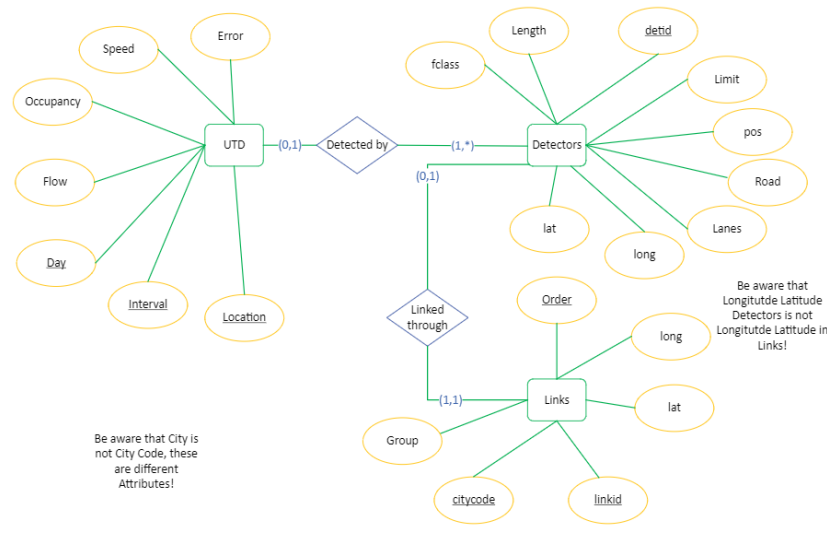 Error
Length
detid
Speed
fclass
Limit
Occupancy
pos
UTD
(0,1)
Detected by
(1,*)
Detectors
(0,1)
Flow
Road
lat
Lanes
long
Day
Interval
Location
Order
Linked
through
Be aware that
Longitutde Latitude
Detectors is not
Longitutde Latitude in
Links!
long
(1,1)
Links
lat
Group
Be aware that City is
not City Code, these
are different
Attributes!
citycode
linkid